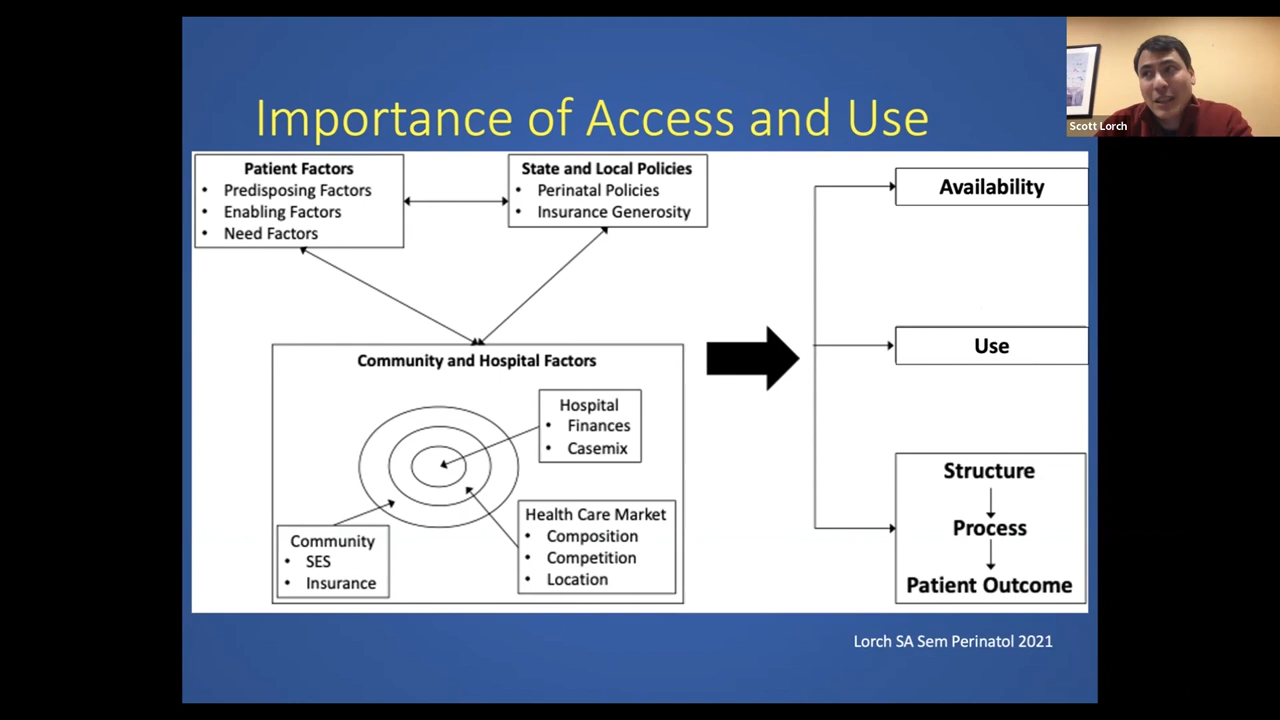 Importance of Access and Use
Scott Lorch
Patient Factors
• Predisposing Factors
• Enabling Factors
• Need Factors
State and Local Policies
• Perinatal Policies
• Insurance Generosity
Community and Hospital Factors
Hospital
• Finances
• Casemix
Health Care Market
• Composition
• Competition
• Location
Community
• SES
• Insurance
Availability
Use
Structure
Process
Patient Outcome
Lorch SA Sem Perinatol 2021